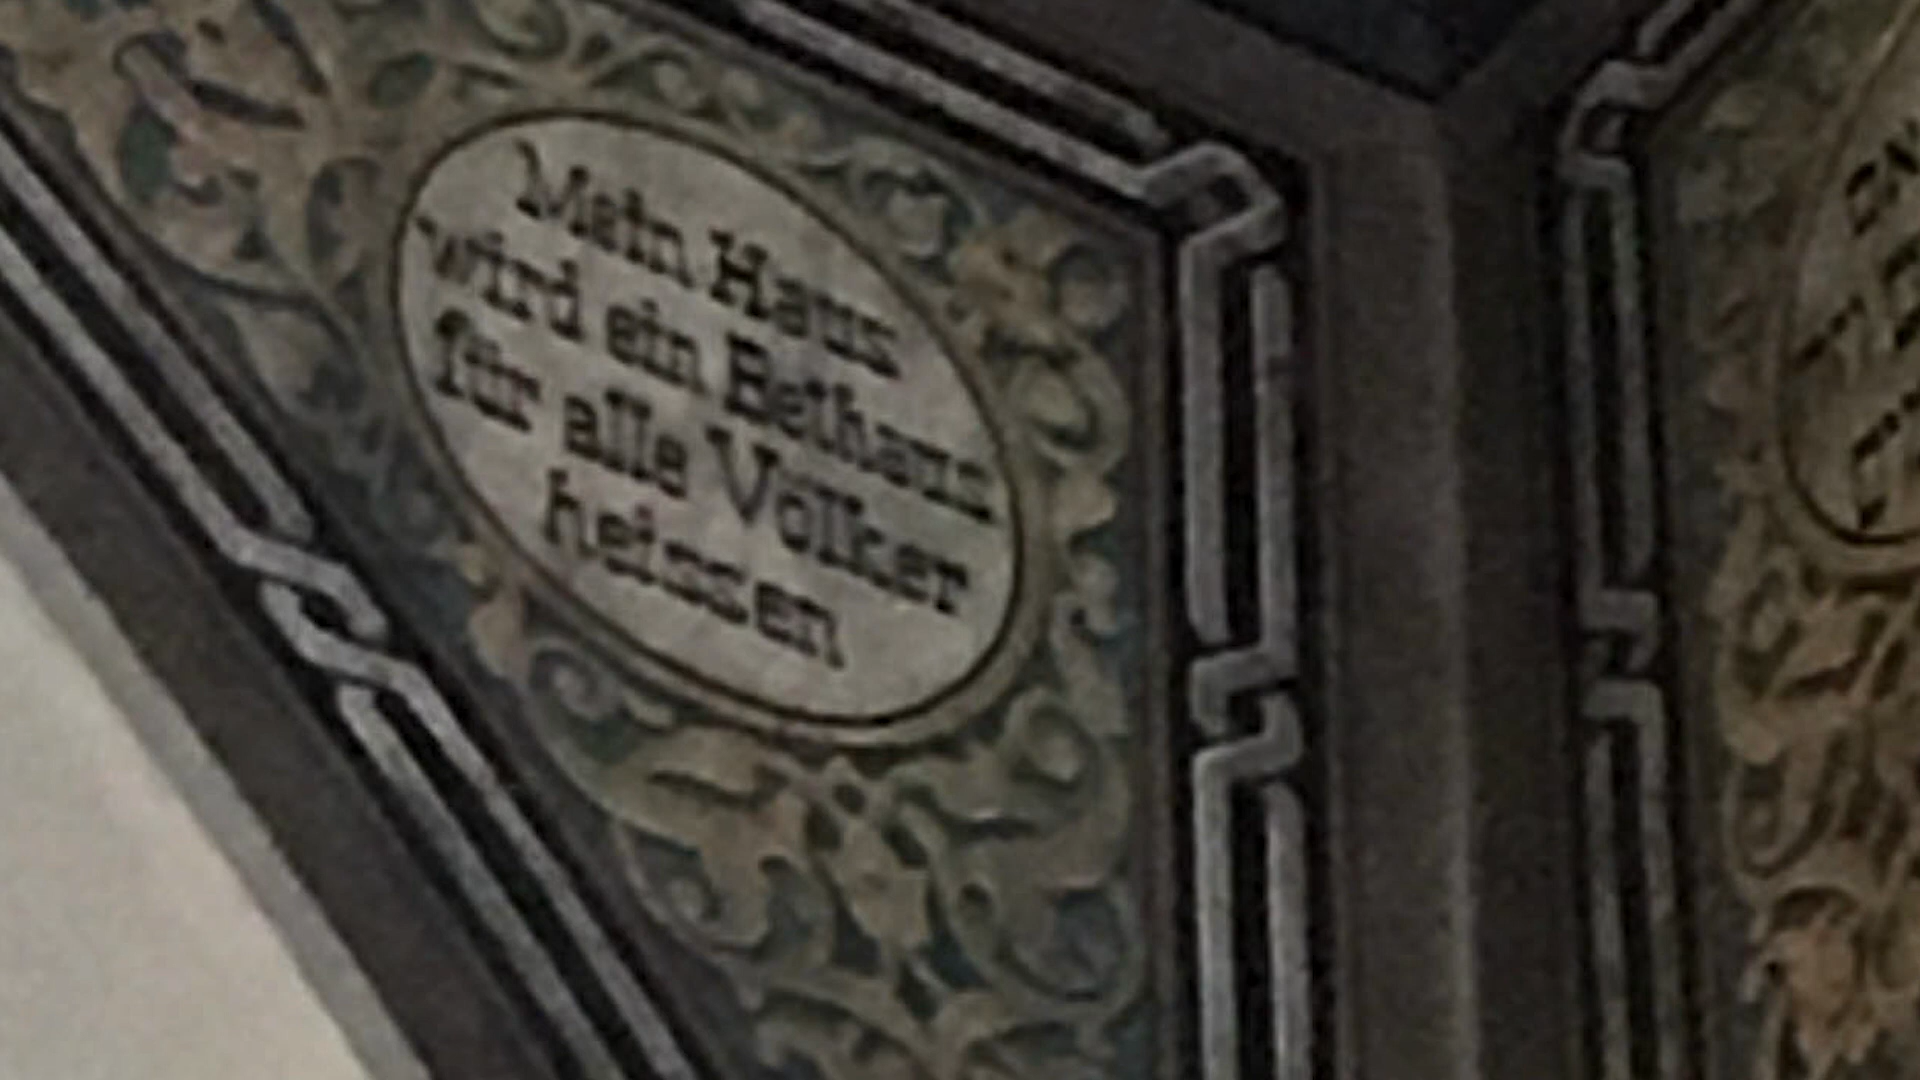 Mein Haus
wird ein Bethaus
für alle Völker
heissen